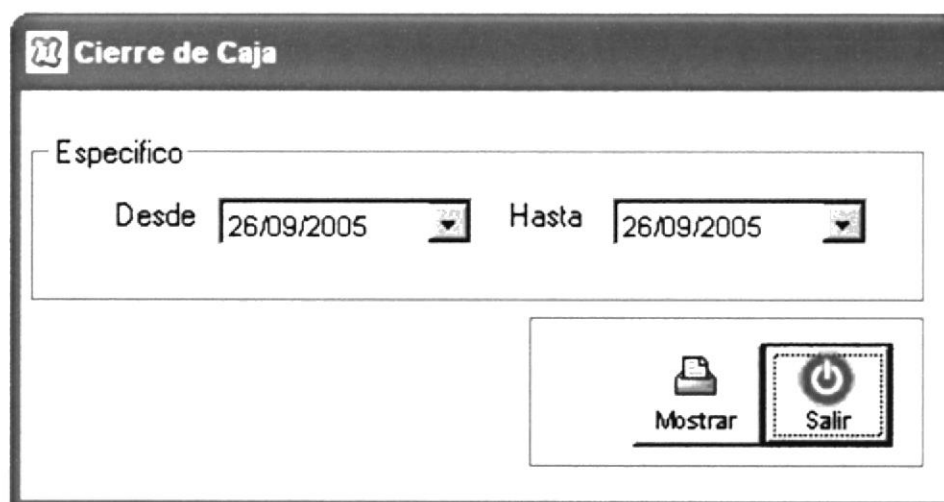 Cierre de Caja
Especifico
Desde 26/09/2005 Hasta 26/09/2005
Mostrar Salir